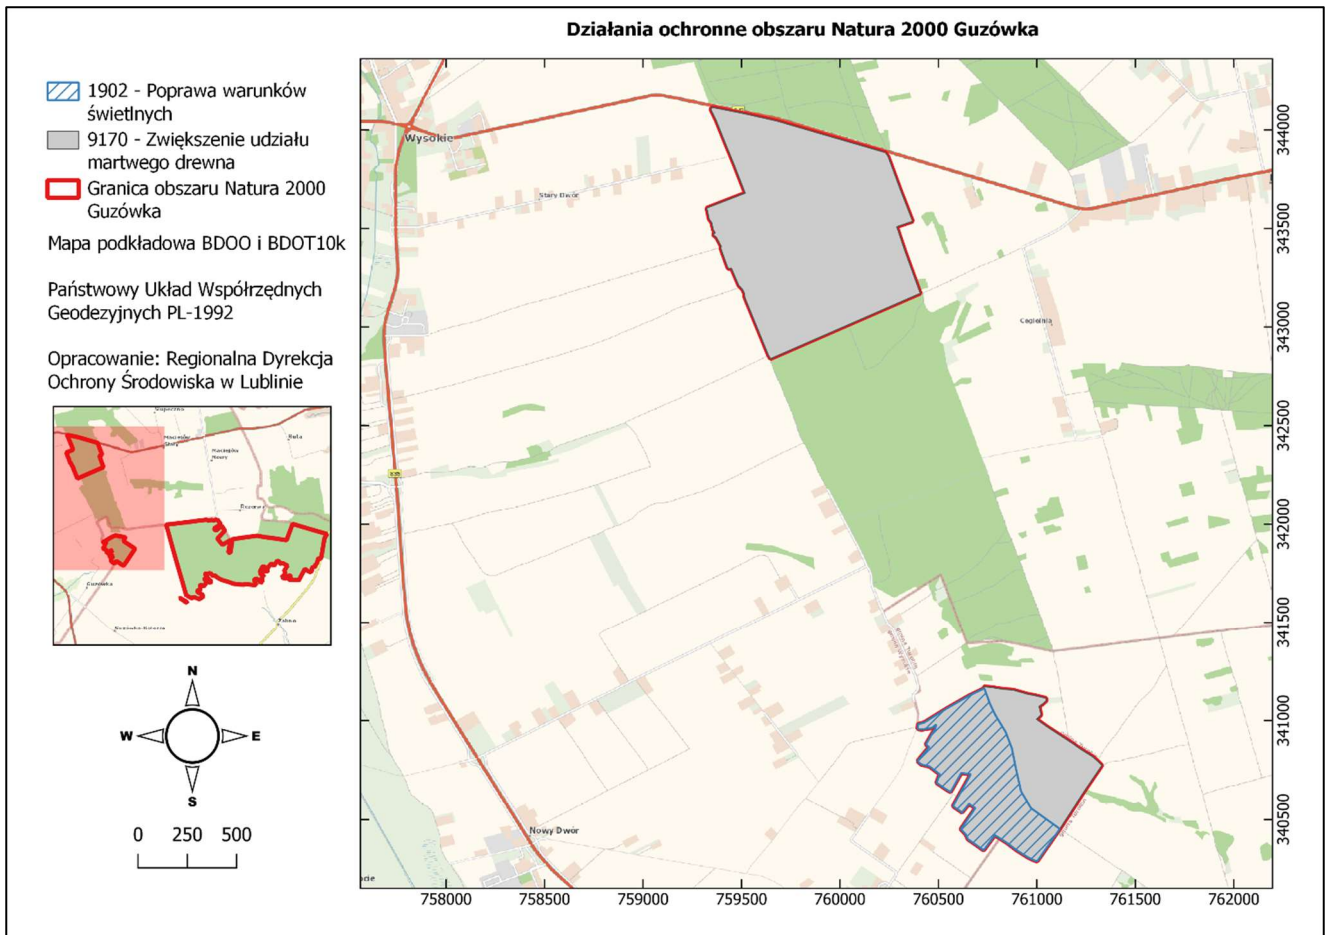 Działania ochronne obszaru Natura 2000 Guzówka
1902 - Poprawa warunków
świetlnych
9170 - Zwiększenie udziału
martwego drewna
Granica obszaru Natura 2000
Guzówka
Mapa podkładowa BDOO i BDOT10k
Państwowy Układ Współrzędnych
Geodezyjnych PL-1992
Opracowanie: Regionalna Dyrekcja
Ochrony Środowiska w Lublinie
Guzówka
N
W
E
S
0 250 500
Wysokie
Stary Dwór
Cegielnia
835
Nowy Dwór
344000
343500
343000
342500
342000
341500
341000
340500
758000 758500 759000 759500 760000 760500 761000 761500 762000